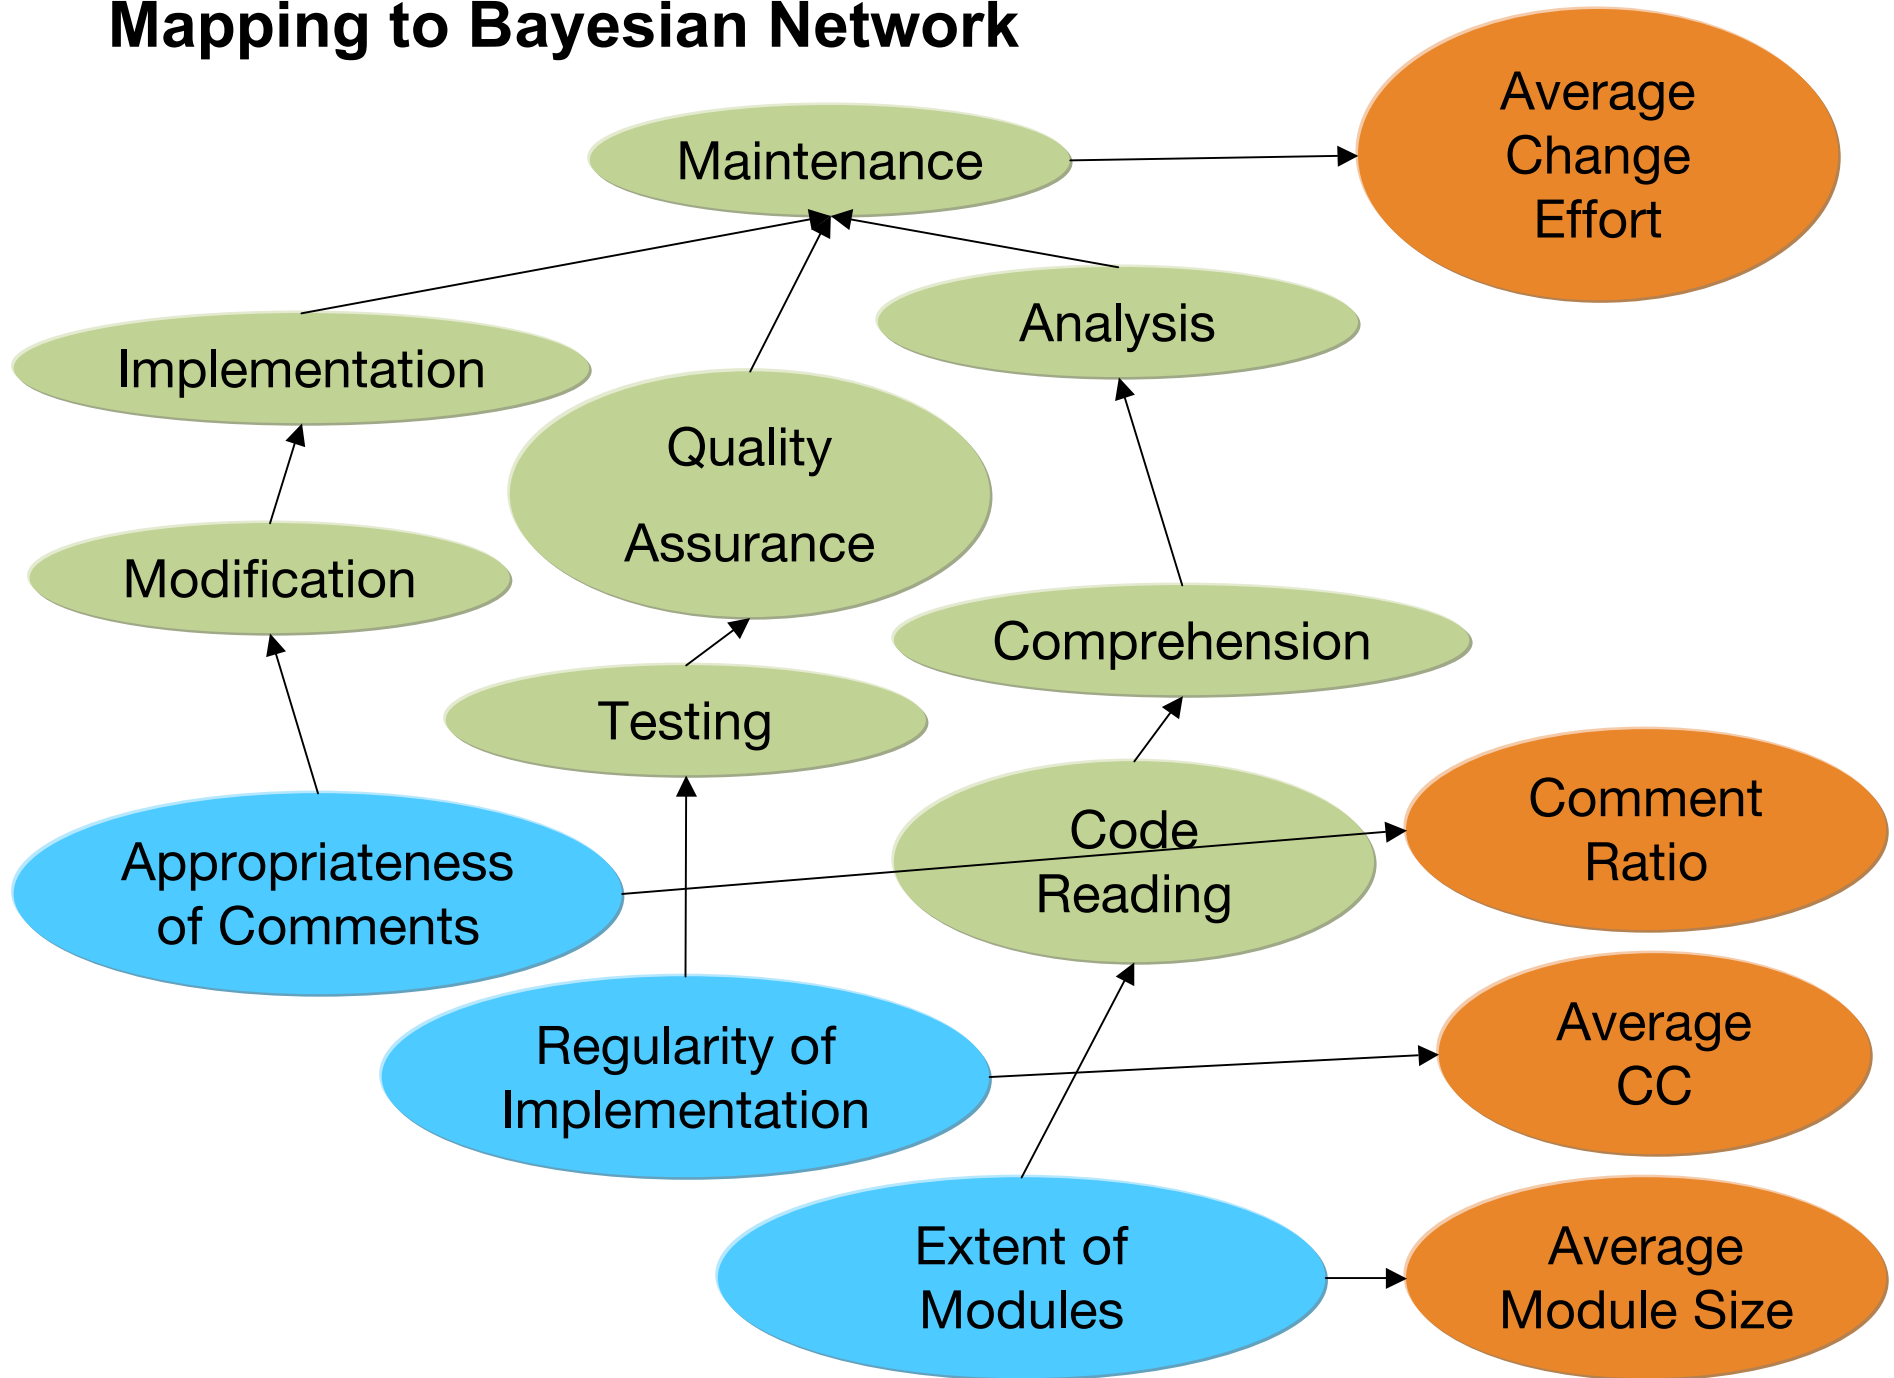 Mapping to Bayesian Network
Average
Change
Effort
Maintenance
Analysis
Implementation
Quality
Assurance
Modification
Comprehension
Testing
Code
Reading
Comment
Ratio
Appropriateness
of Comments
Average
CC
Regularity of
Implementation
Extent of
Modules
Average
Module Size